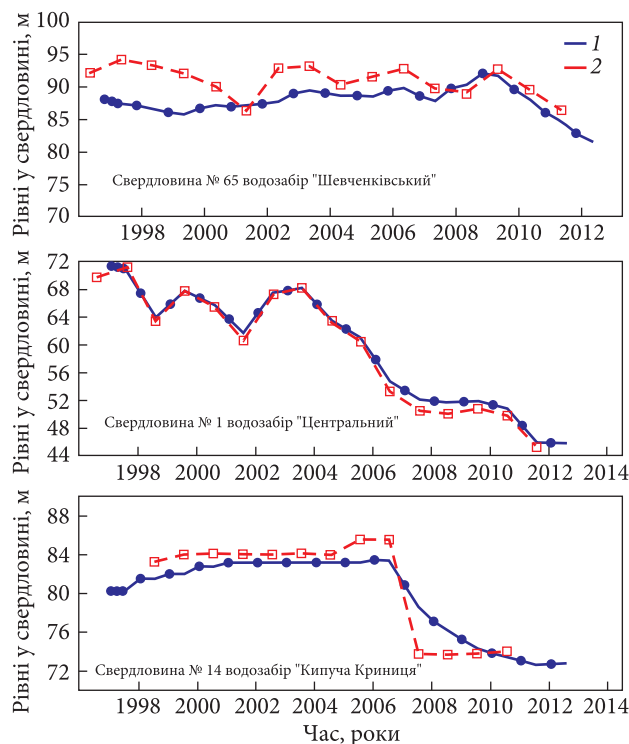 Рівні у свердловині, м
100
95
90
85
80
75
70
1
2
Свердловина № 65 водозабір "Шевченківський"
1998 2000 2002 2004 2006 2008 2010 2012
Рівні у свердловині, м
72
68
64
60
56
52
48
44
Свердловина № 1 водозабір "Центральний"
1998 2000 2002 2004 2006 2008 2010 2012 2014
Рівні у свердловині, м
88
84
80
76
72
Свердловина № 14 водозабір "Кипуча Криниця"
1998 2000 2002 2004 2006 2008 2010 2012 2014
Час, роки